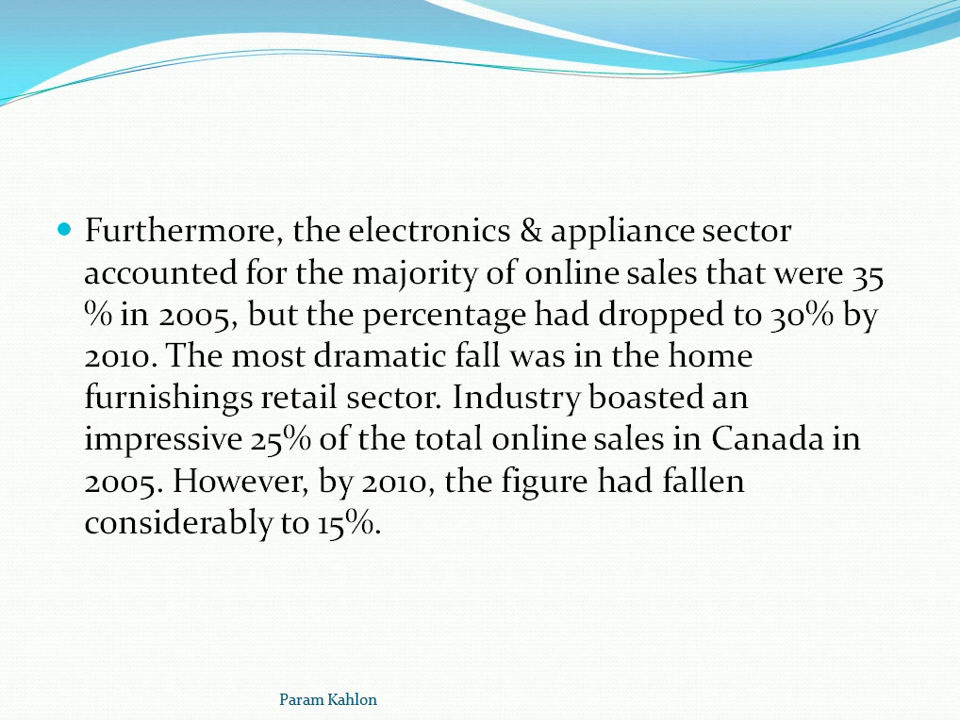 Furthermore, the electronics & appliance sector
accounted for the majority of online sales that were 35
% in 2005, but the percentage had dropped to 30% by
2010. The most dramatic fall was in the home
furnishings retail sector. Industry boasted an
impressive 25% of the total online sales in Canada in
2005. However, by 2010, the figure had fallen
considerably to 15%.
Param Kahlon